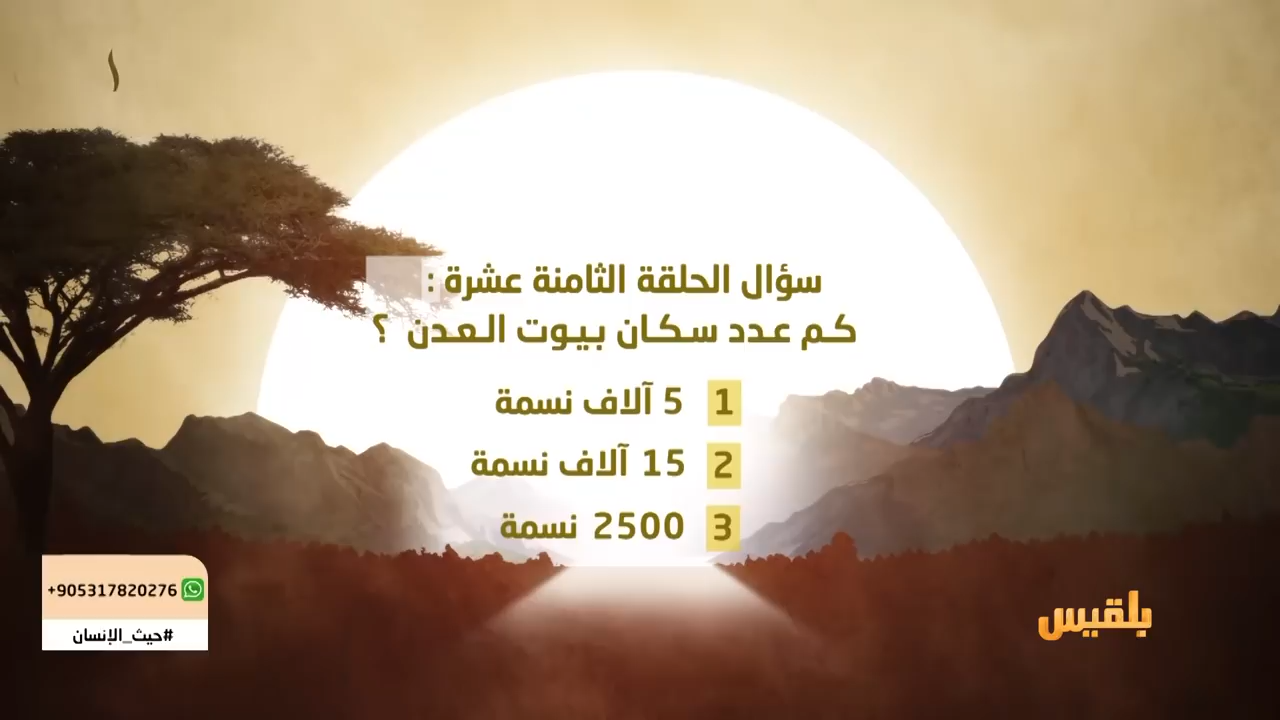 سؤال الحلقة الثامنة عشرة :
كم عدد سكان بيوت العدن ؟
1 5 آلاف نسمة
2 15 آلاف نسمة
3 2500 نسمة
+905317820276
#حيث_الإنسان
بلقيس